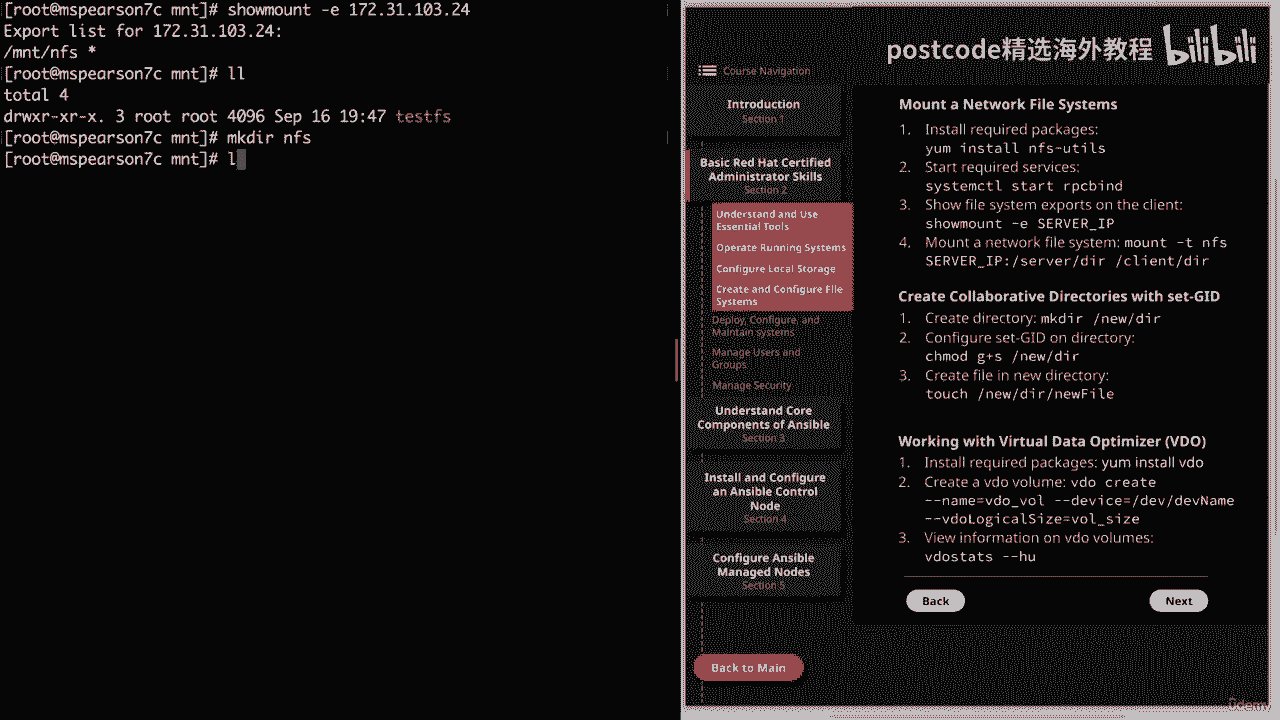 [root@mspearson7c mnt]# showmount -e 172.31.103.24
Export list for 172.31.103.24:
/mnt/nfs *
[root@mspearson7c mnt]# ll
total 4
drwxr-xr-x. 3 root root 4096 Sep 16 19:47 testfs
[root@mspearson7c mnt]# mkdir nfs
[root@mspearson7c mnt]# l
postcode精选海外教程 bilibili
Course Navigation
Introduction
Section 1
Basic Red Hat Certified
Administrator Skills
Section 2
Understand and Use
Essential Tools
Operate Running Systems
Configure Local Storage
Create and Configure File
Systems
Deploy, Configure, and
Maintain systems
Manage Users and
Groups
Manage Security
Understand Core
Components of Ansible
Section 3
Install and Configure
an Ansible Control
Node
Section 4
Configure Ansible
Managed Nodes
Section 5
Back to Main
Mount a Network File Systems
1. Install required packages:
yum install nfs-utils
2. Start required services:
systemctl start rpcbind
3. Show file system exports on the client:
showmount -e SERVER_IP
4. Mount a network file system: mount -t nfs
SERVER_IP:/server/dir /client/dir
Create Collaborative Directories with set-GID
1. Create directory: mkdir /new/dir
2. Configure set-GID on directory:
chmod g+s /new/dir
3. Create file in new directory:
touch /new/dir/newFile
Working with Virtual Data Optimizer (VDO)
1. Install required packages: yum install vdo
2. Create a vdo volume: vdo create
--name=vdo_vol --device=/dev/devName
--vdoLogicalSize=vol_size
3. View information on vdo volumes:
vdostats --hu
Back
Next
ûdemy